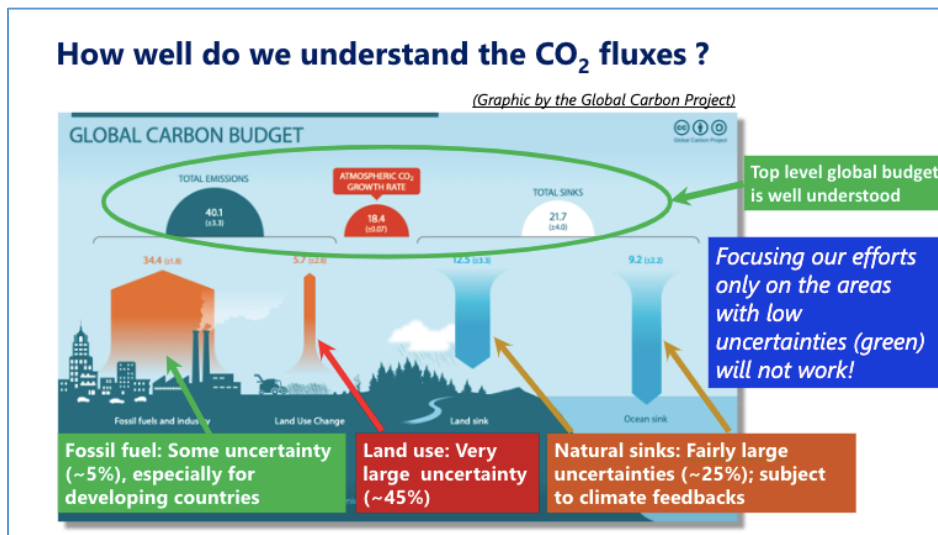 How well do we understand the CO₂ fluxes ?
(Graphic by the Global Carbon Project)
GLOBAL CARBON BUDGET
Global Carbon Project
TOTAL EMISSIONS
40.1
(±3.3)
ATMOSPHERIC CO₂
GROWTH RATE
18.4
(±0.07)
TOTAL SINKS
21.7
(±4.0)
Top level global budget
is well understood
34.4 (±1.8)
5.7 (±2.6)
12.5 (±3.3)
9.2 (±2.2)
Focusing our efforts
only on the areas
with low
uncertainties (green)
will not work!
Fossil fuels and industry
Land Use Change
Land sink
Ocean sink
Fossil fuel: Some uncertainty
(~5%), especially for
developing countries
Land use: Very
large uncertainty
(~45%)
Natural sinks: Fairly large
uncertainties (~25%); subject
to climate feedbacks